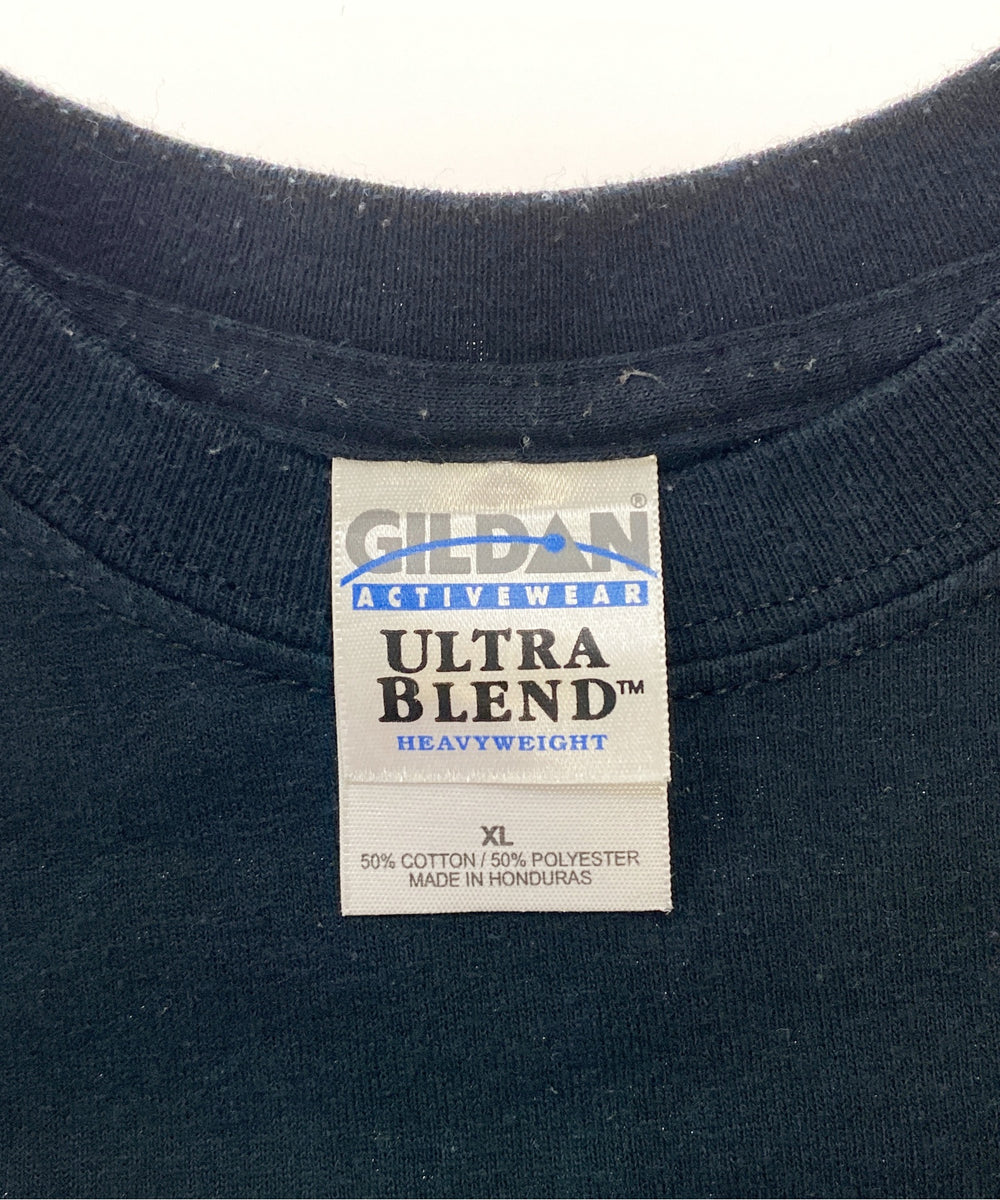 GILDAN®
ACTIVEWEAR
ULTRA
BLEND™
HEAVYWEIGHT
XL
50% COTTON / 50% POLYESTER
MADE IN HONDURAS